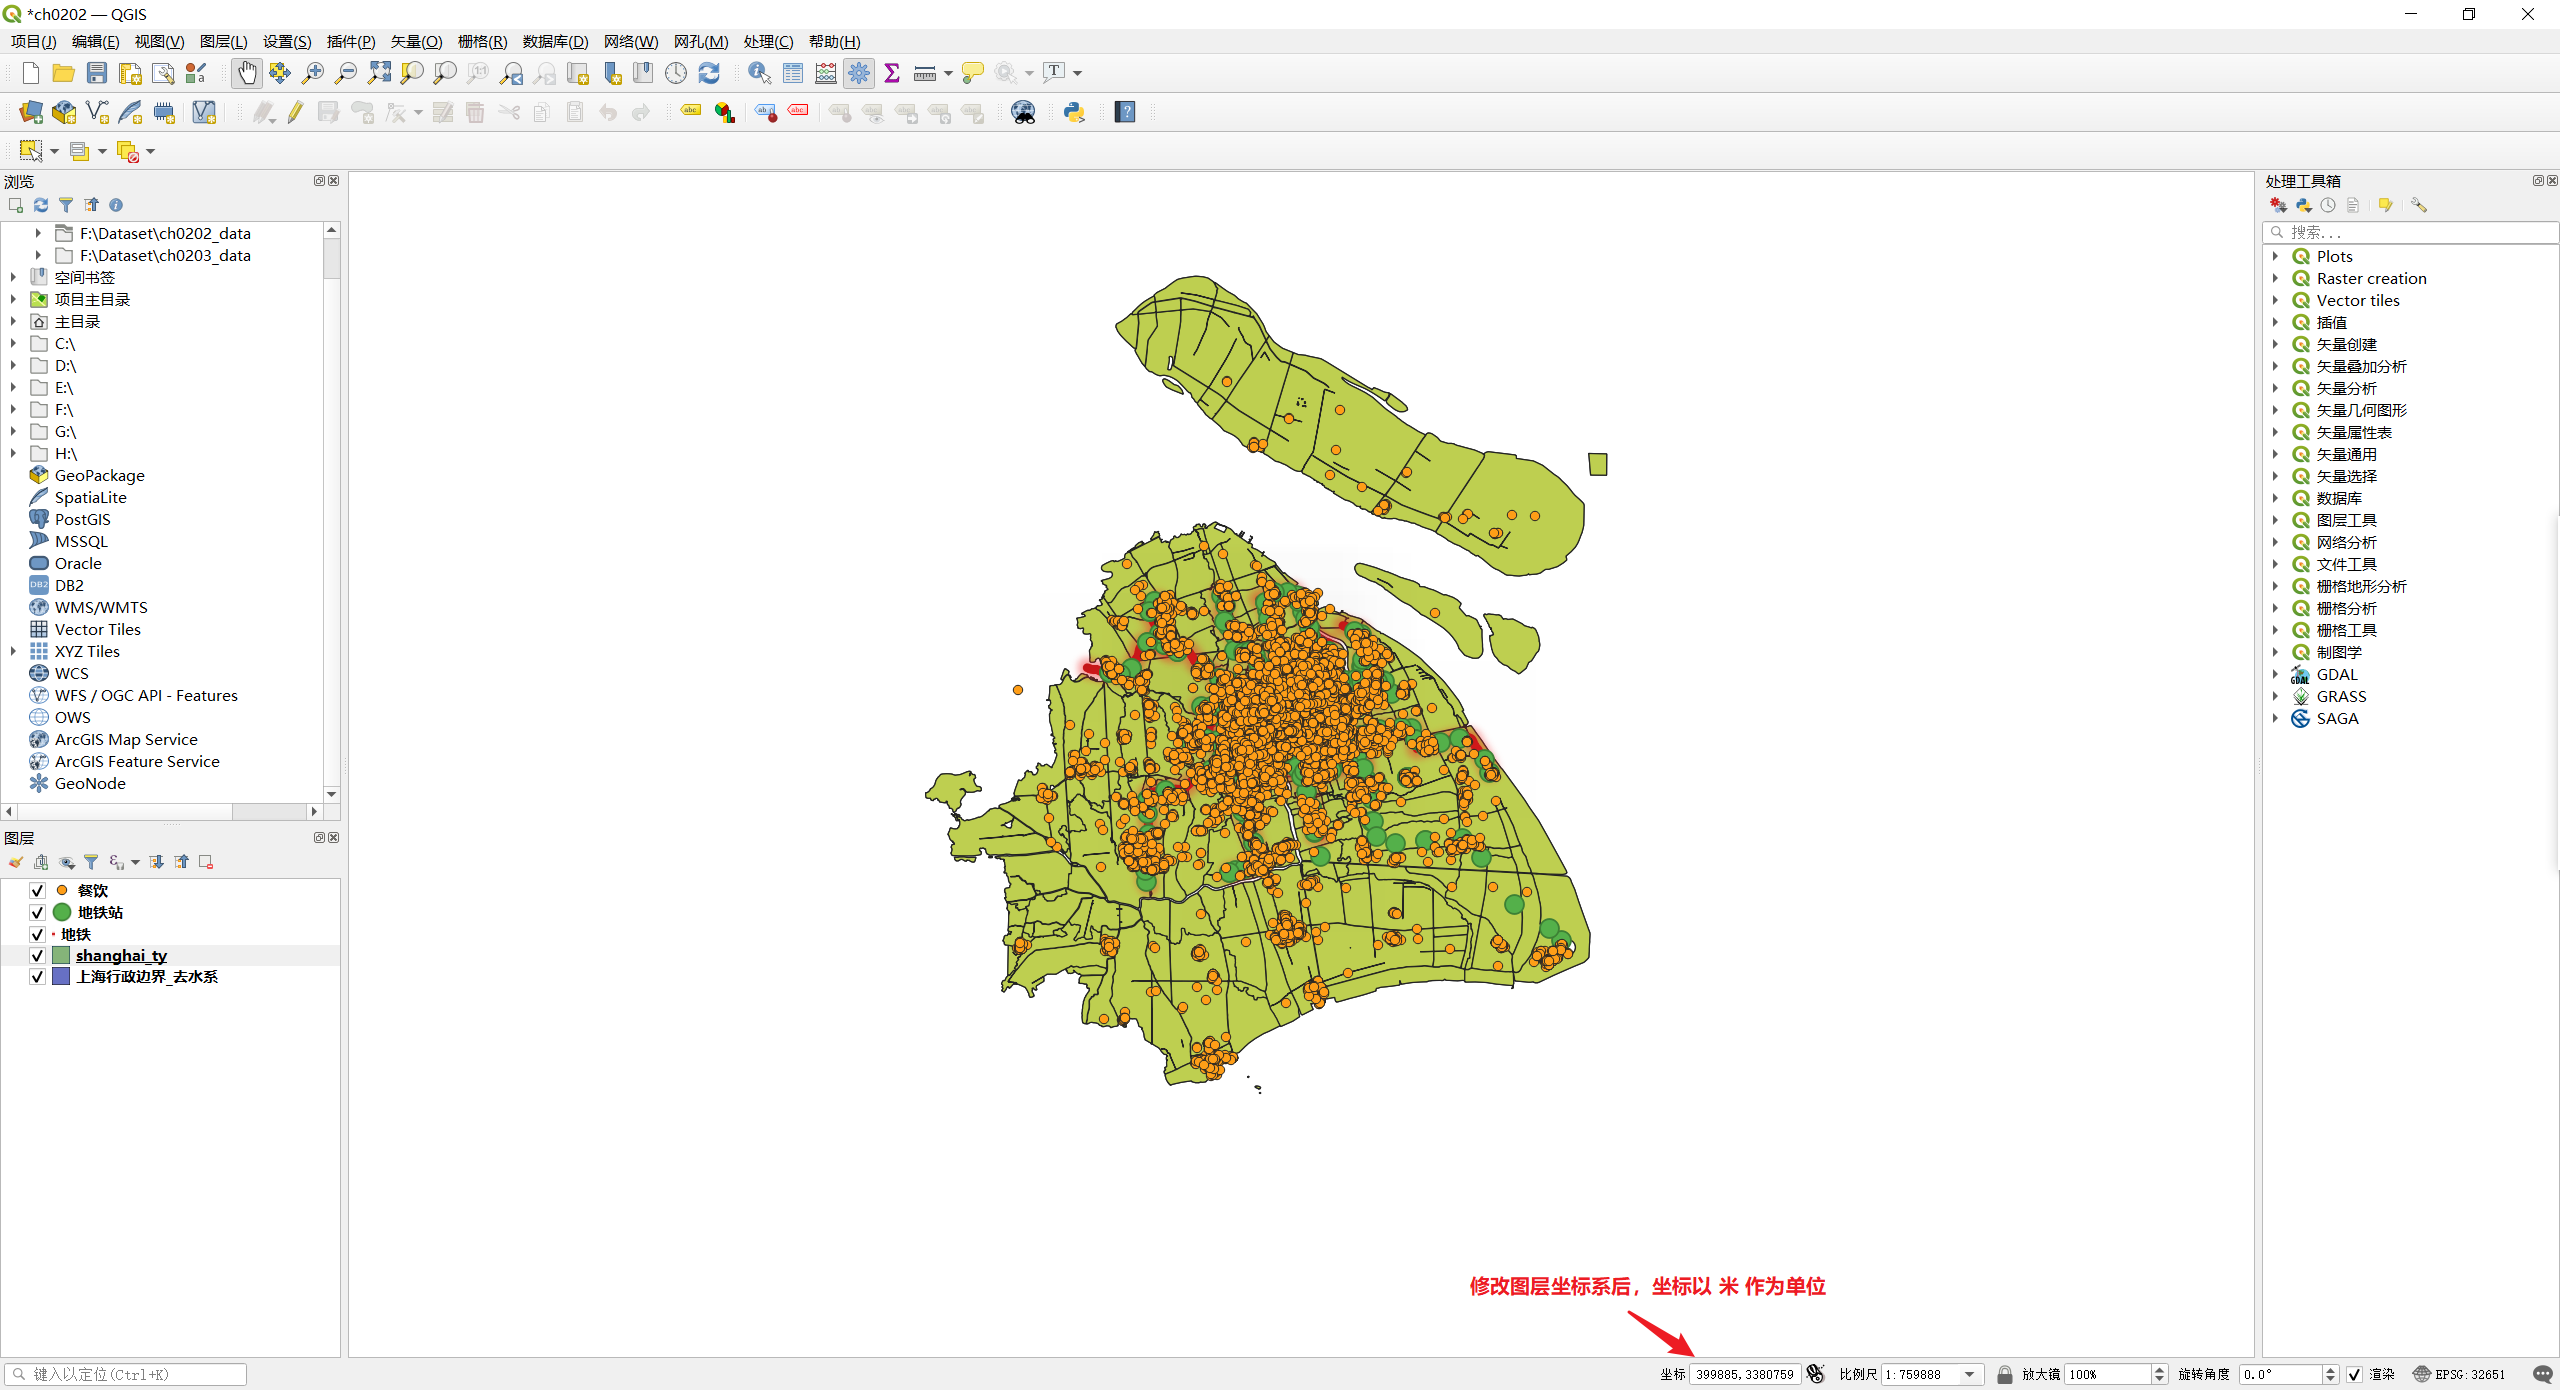 *ch0202 — QGIS
项目(J) 编辑(E) 视图(V) 图层(L) 设置(S) 插件(P) 矢量(O) 栅格(R) 数据库(D) 网络(W) 网孔(M) 处理(C) 帮助(H)
浏览
F:\Dataset\ch0202_data
F:\Dataset\ch0203_data
空间书签
项目主目录
主目录
C:\
D:\
E:\
F:\
G:\
H:\
GeoPackage
SpatiaLite
PostGIS
MSSQL
Oracle
DB2
WMS/WMTS
Vector Tiles
XYZ Tiles
WCS
WFS / OGC API - Features
OWS
ArcGIS Map Service
ArcGIS Feature Service
GeoNode
图层
餐饮
地铁站
地铁
shanghai_ty
上海行政边界_去水系
处理工具箱
搜索...
Plots
Raster creation
Vector tiles
插值
矢量创建
矢量叠加分析
矢量分析
矢量几何图形
矢量属性表
矢量通用
矢量选择
数据库
图层工具
网络分析
文件工具
栅格地形分析
栅格分析
栅格工具
制图学
GDAL
GRASS
SAGA
修改图层坐标系后，坐标以 米 作为单位
键入以定位(Ctrl+K)
坐标 399885,3380759 比例尺 1:759888 放大镜 100% 旋转角度 0.0° 渲染 EPSG:32651